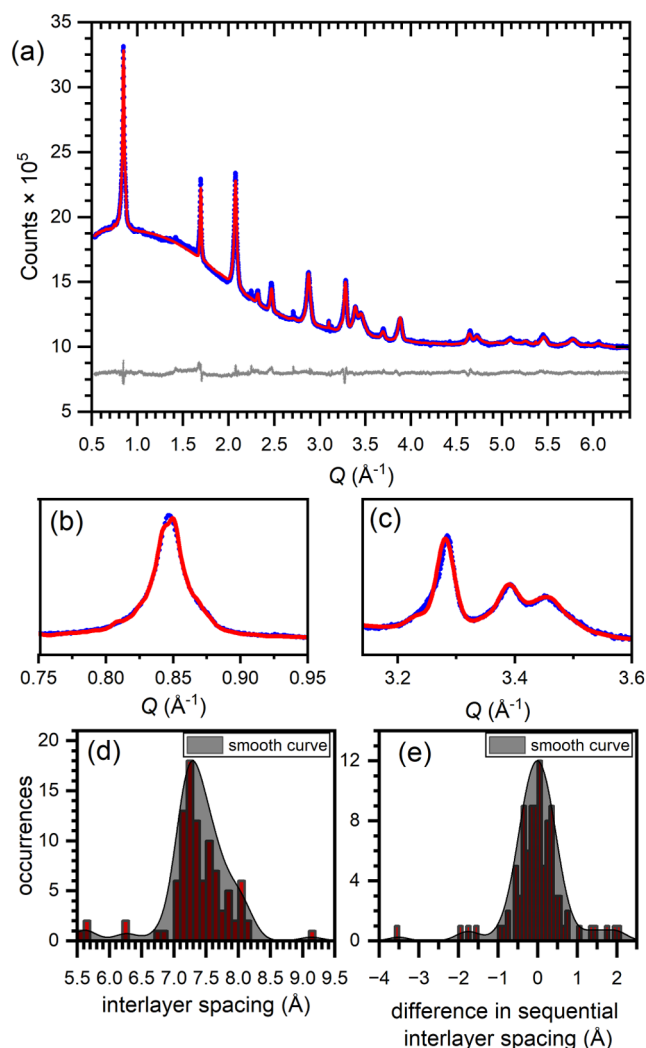 (a)
35
30
25
20
15
10
5
Counts × 10⁵
0.5 1.0 1.5 2.0 2.5 3.0 3.5 4.0 4.5 5.0 5.5 6.0
Q (Å⁻¹)
(b)
0.75 0.80 0.85 0.90 0.95
Q (Å⁻¹)
(c)
3.2 3.4 3.6
Q (Å⁻¹)
(d)
smooth curve
20
15
10
5
0
occurrences
5.5 6.0 6.5 7.0 7.5 8.0 8.5 9.0 9.5
interlayer spacing (Å)
(e)
smooth curve
12
8
4
0
−4 −3 −2 −1 0 1 2
difference in sequential
interlayer spacing (Å)